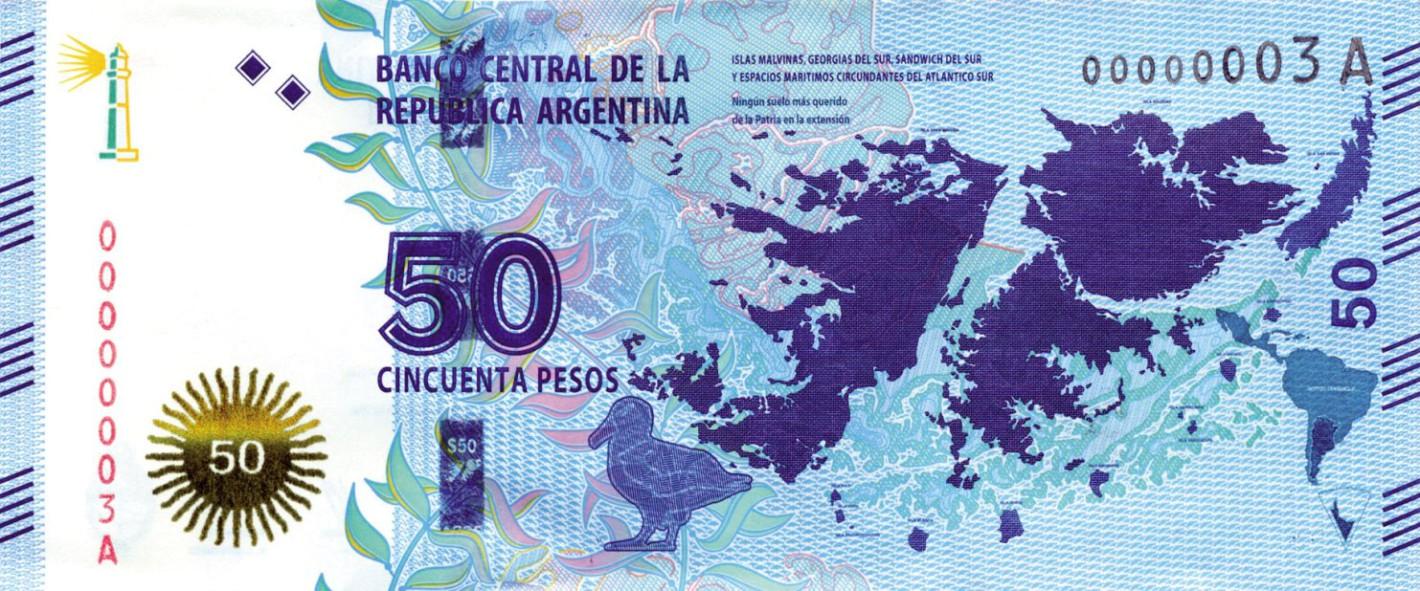 BANCO CENTRAL DE LA
REPUBLICA ARGENTINA
ISLAS MALVINAS, GEORGIAS DEL SUR, SANDWICH DEL SUR
Y ESPACIOS MARITIMOS CIRCUNDANTES DEL ATLANTICO SUR
Ningún suelo más querido
de la Patria en la extensión
00000003 A
00000003A
50
CINCUENTA PESOS
50
$50
50